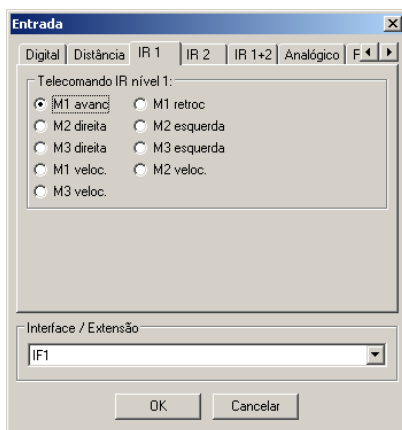 Entrada
Digital Distância IR 1 IR 2 IR 1+2 Analógico F
Telecomando IR nível 1:
M1 avanc M1 retroc
M2 direita M2 esquerda
M3 direita M3 esquerda
M1 veloc. M2 veloc.
M3 veloc.
Interface / Extensão
IF1
OK Cancelar